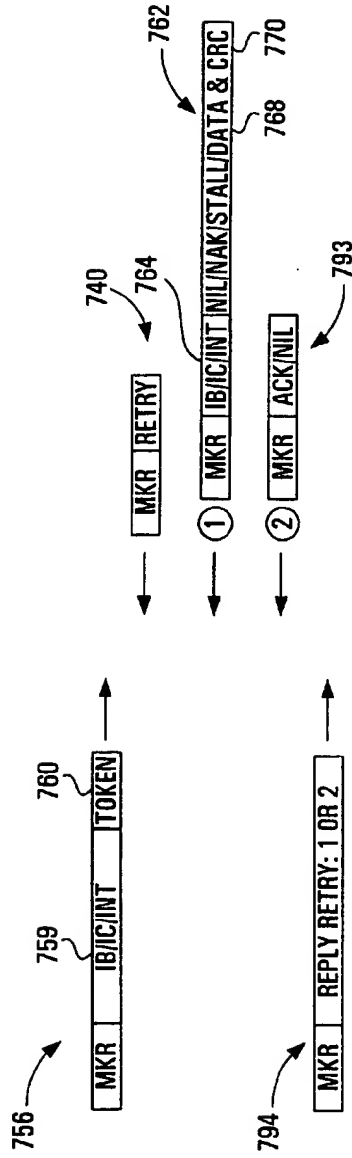 756
MKR IB/IC/INT TOKEN
759
760
740
MKR RETRY
762
764
1 MKR IB/IC/INT NIL/NAK/STALL/DATA & CRC
768
770
2 MKR ACK/NIL
793
794
MKR REPLY RETRY: 1 OR 2